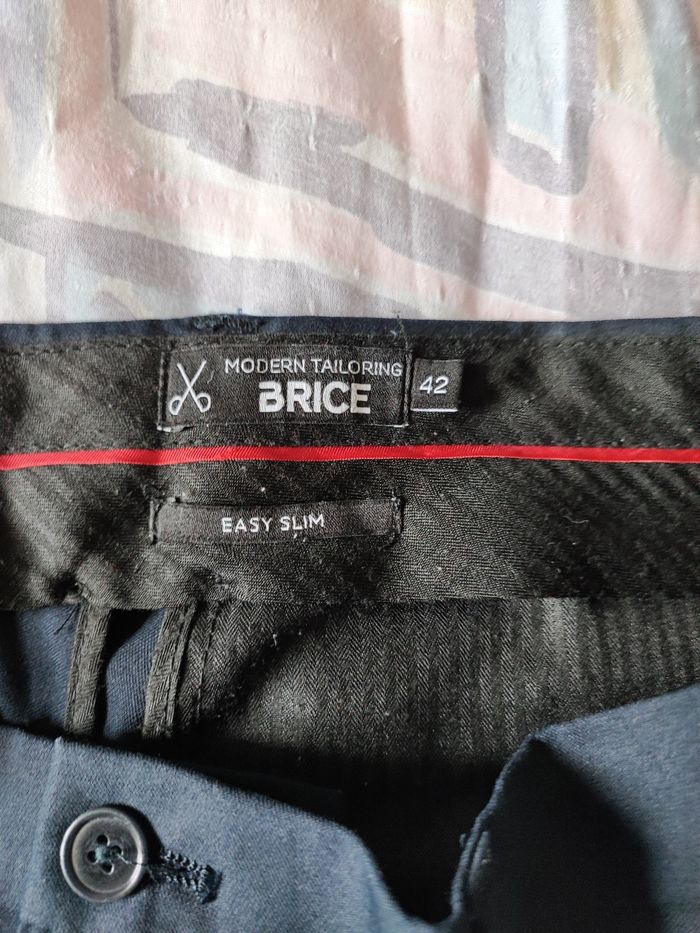 MODERN TAILORING
BRICE
42
EASY SLIM